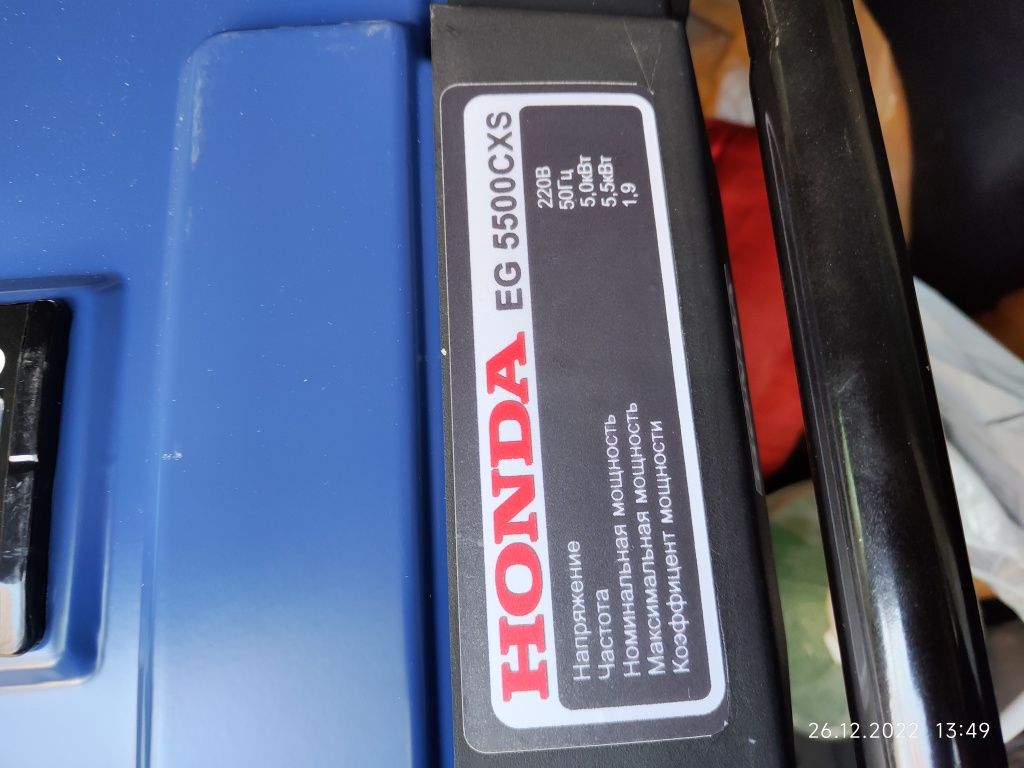 HONDA EG 5500CXS
Напряжение 220В
Частота 50Гц
Номинальная мощность 5,0кВт
Максимальная мощность 5,5кВт
Коэффицент мощности 1,9
26.12.2022 13:49